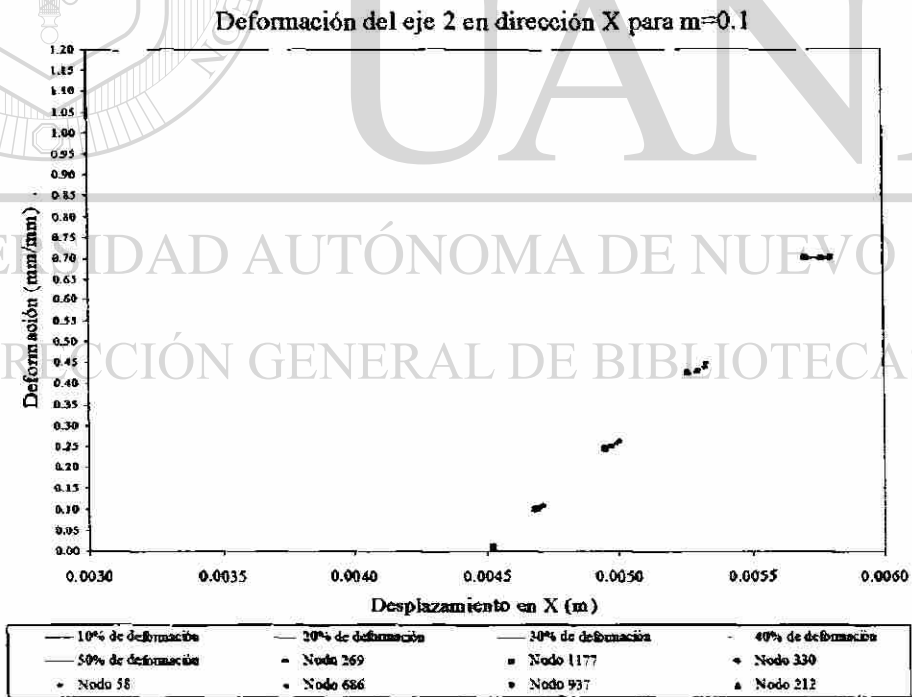 Deformación del eje 2 en dirección X para m=0.1
UAN
1.20
1.15
1.10
1.05
1.00
0.95
0.90
0.85
0.80
0.75
0.70
0.65
0.60
0.55
0.50
0.45
0.40
0.35
0.30
0.25
0.20
0.15
0.10
0.05
0.00
Deformación (mm/mm)
ERSIDAD AUTÓNOMA DE NUEVO
RECCIÓN GENERAL DE BIBLIOTECAS
0.0030 0.0035 0.0040 0.0045 0.0050 0.0055 0.0060
Desplazamiento en X (m)
10% de deformación 20% de deformación 30% de deformación 40% de deformación
50% de deformación Nodo 269 Nodo 1177 Nodo 330
Nodo 58 Nodo 686 Nodo 937 Nodo 212